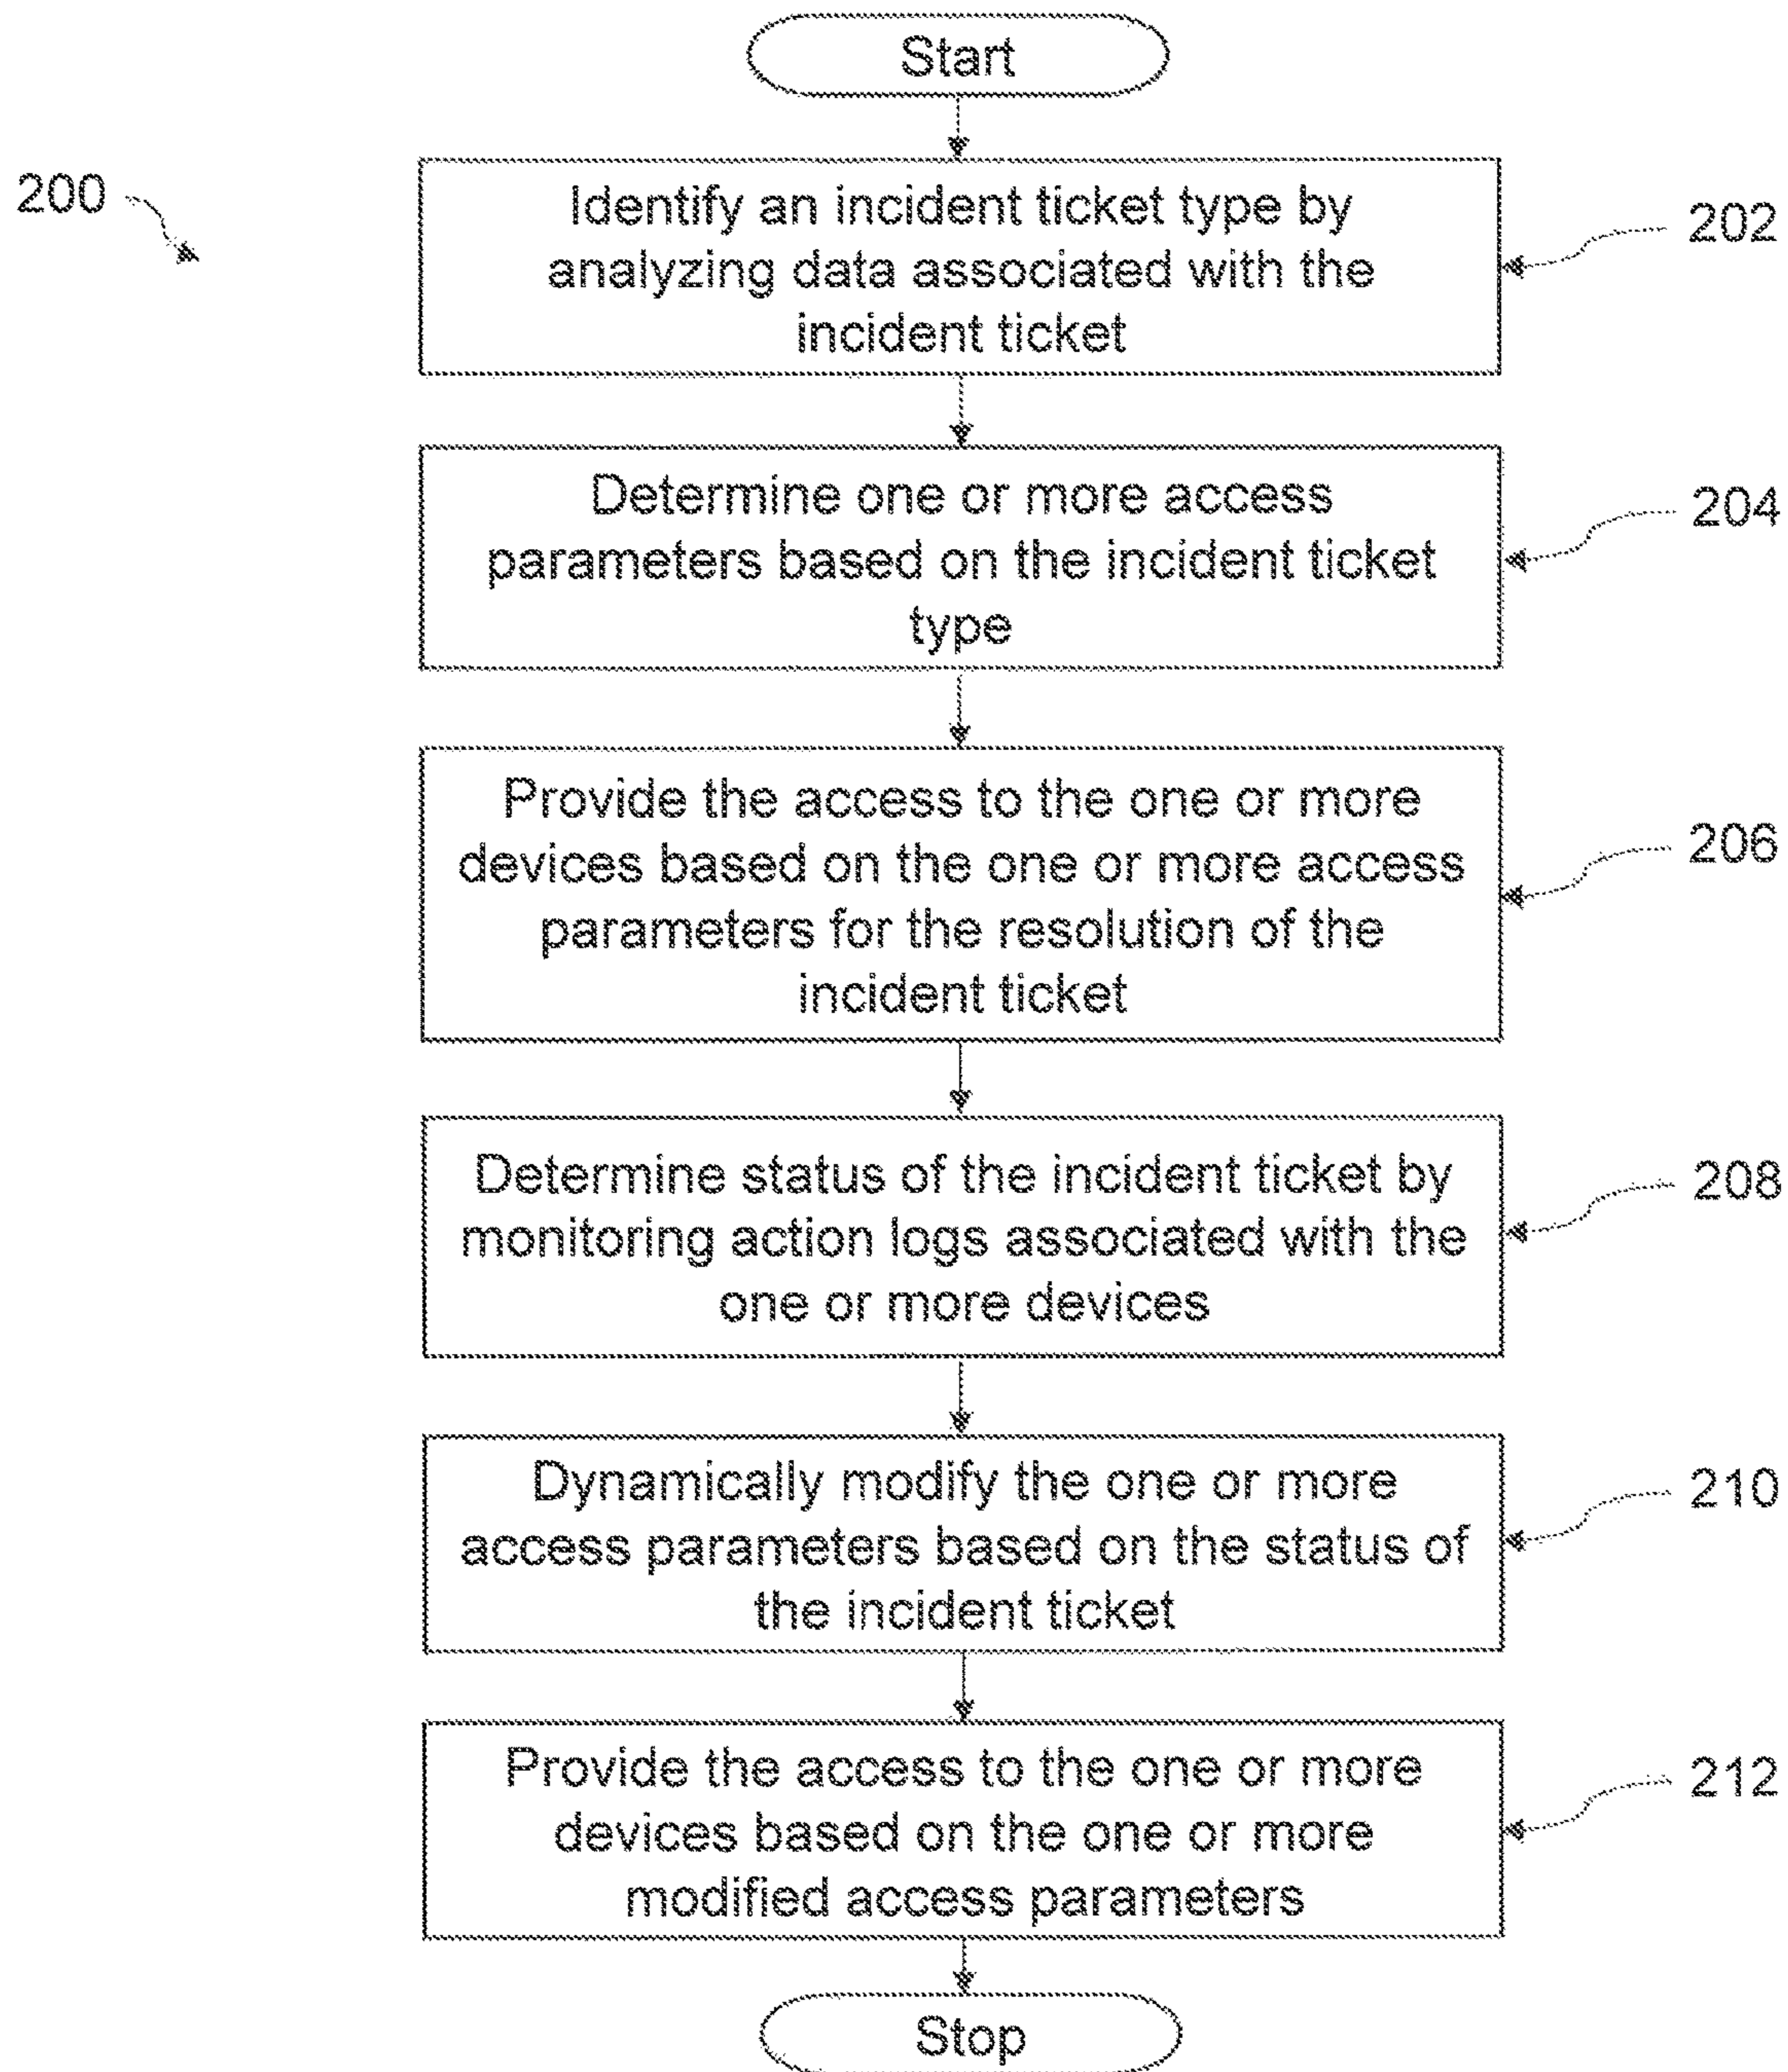 Start
200
Identify an incident ticket type by
analyzing data associated with the
incident ticket
202
Determine one or more access
parameters based on the incident ticket
type
204
Provide the access to the one or more
devices based on the one or more access
parameters for the resolution of the
incident ticket
206
Determine status of the incident ticket by
monitoring action logs associated with the
one or more devices
208
Dynamically modify the one or more
access parameters based on the status of
the incident ticket
210
Provide the access to the one or more
devices based on the one or more
modified access parameters
212
Stop